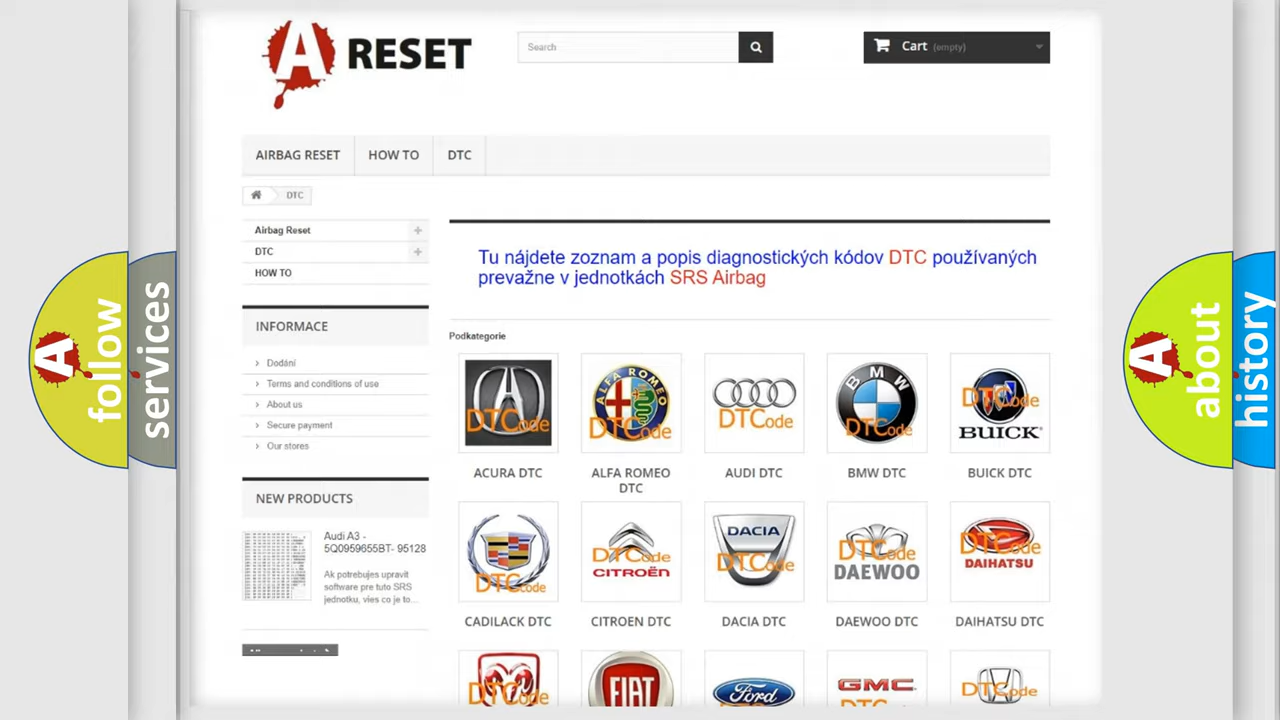 A RESET
Search
Cart (empty)
AIRBAG RESET
HOW TO
DTC
DTC
Airbag Reset
DTC
HOW TO
INFORMACE
Dodání
Terms and conditions of use
About us
Secure payment
Our stores
NEW PRODUCTS
Audi A3 -
5Q0959655BT- 95128
Ak potrebujes upravit
software pre tuto SRS
jednotku, vies co je to...
Tu nájdete zoznam a popis diagnostických kódov DTC používaných
prevažne v jednotkách SRS Airbag
Podkategorie
DTCode
ALFA ROMEO
DTCode
DTCode
BMW
DTCode
DTCode
BUICK
ACURA DTC
ALFA ROMEO
DTC
AUDI DTC
BMW DTC
BUICK DTC
DTCode
DTCode
CITROËN
DACIA
DTCode
DTCode
DAEWOO
DTCode
DAIHATSU
CADILACK DTC
CITROEN DTC
DACIA DTC
DAEWOO DTC
DAIHATSU DTC
DTCode
FIAT
Ford
GMC
DTCode
A follow
services
A about
history